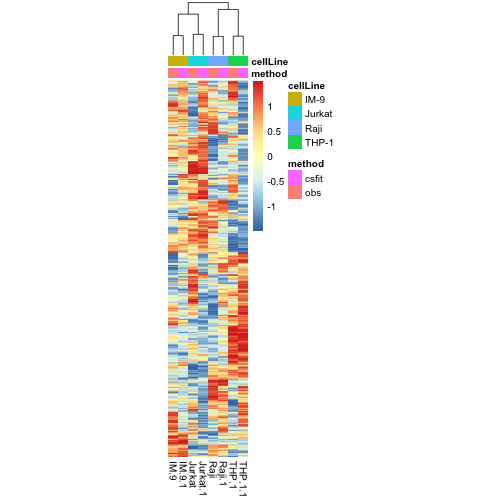 cellLine
method
1
0.5
0
-0.5
-1
cellLine
IM-9
Jurkat
Raji
THP-1
method
csfit
obs
IM.9
IM.9.1
Jurkat
Jurkat.1
Raji
Raji.1
THP.1
THP.1.1